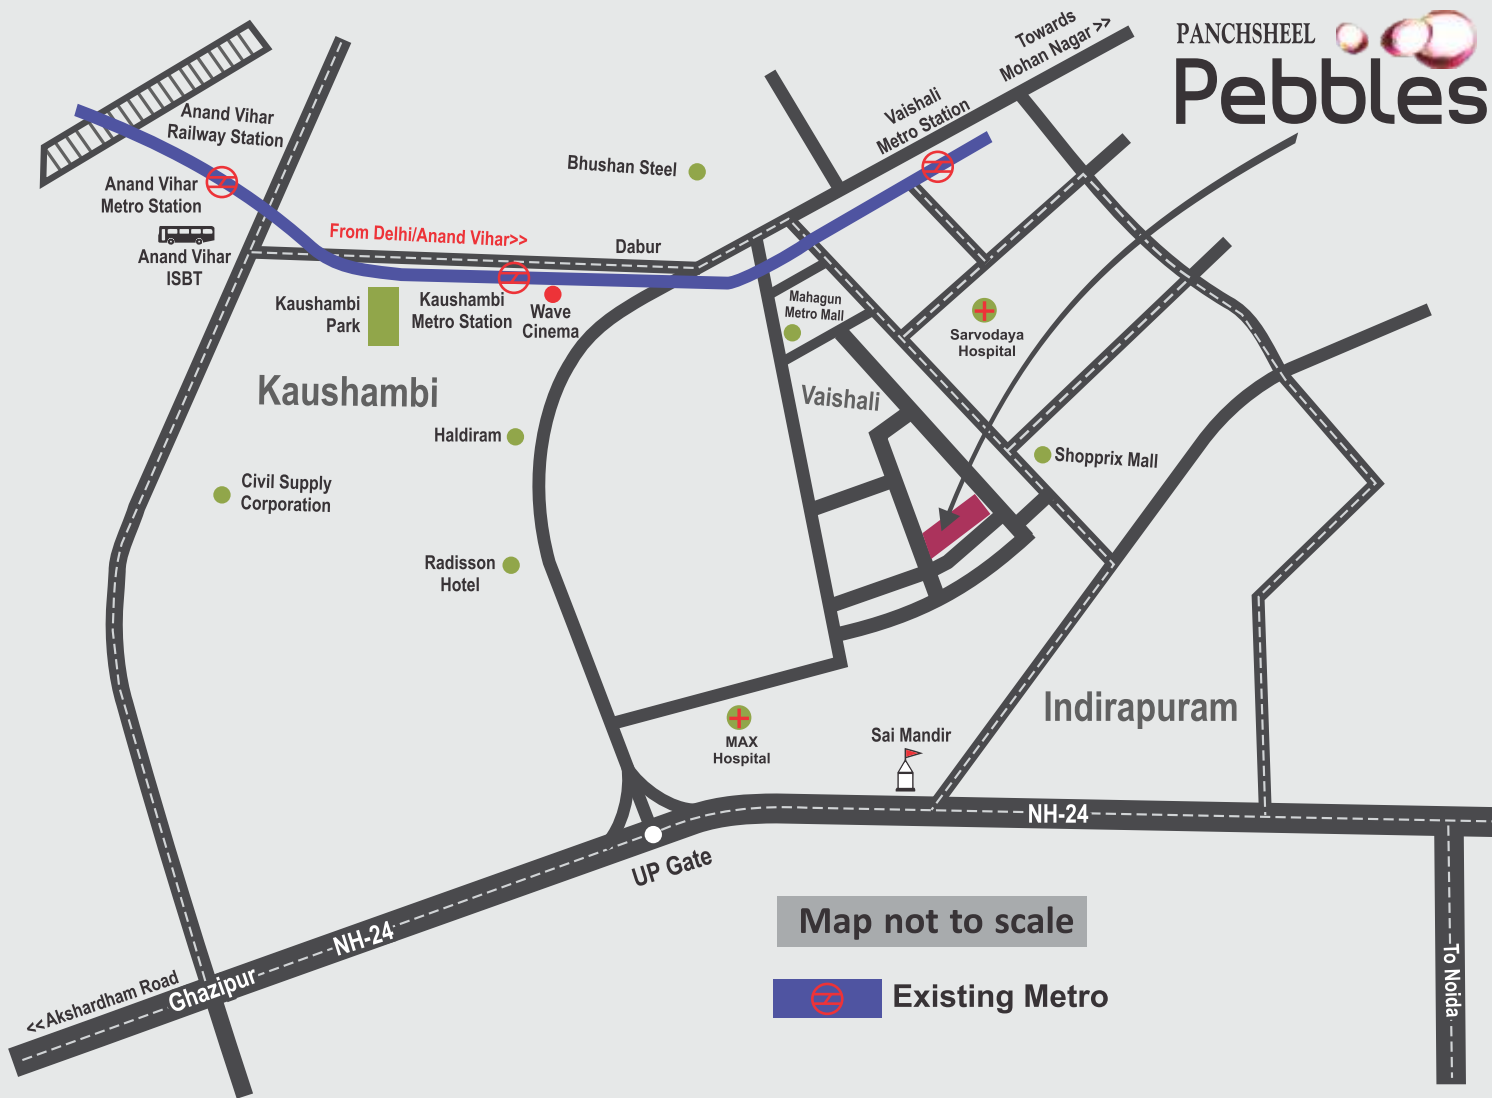 PANCHSHEEL
Pebbles
Towards
Mohan Nagar >>
Vaishali
Metro Station
Anand Vihar
Railway Station
Anand Vihar
Metro Station
Anand Vihar
ISBT
Bhushan Steel
From Delhi/Anand Vihar>>
Dabur
Kaushambi
Park
Kaushambi
Metro Station
Wave
Cinema
Mahagun
Metro Mall
Sarvodaya
Hospital
Kaushambi
Vaishali
Haldiram
Shopprix Mall
Civil Supply
Corporation
Radisson
Hotel
Indirapuram
MAX
Hospital
Sai Mandir
NH-24
UP Gate
NH-24
Ghazipur
<<Akshardham Road
To Noida
Map not to scale
Existing Metro